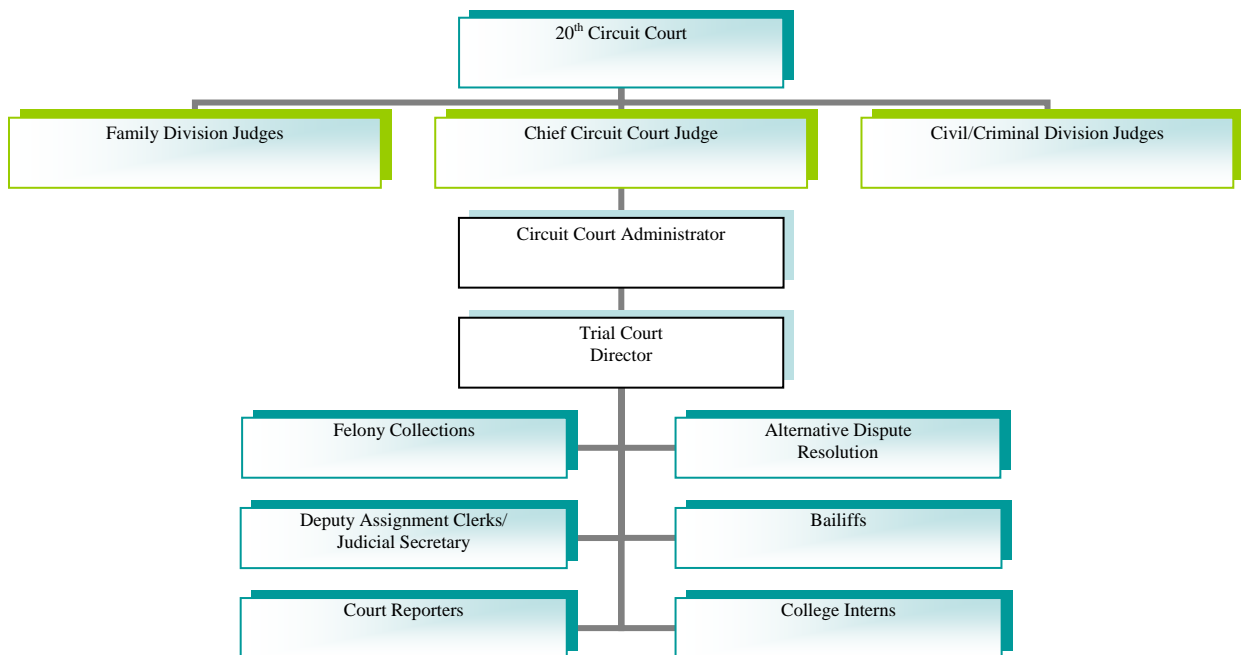 20th Circuit Court
Family Division Judges
Chief Circuit Court Judge
Civil/Criminal Division Judges
Circuit Court Administrator
Trial Court
Director
Felony Collections
Alternative Dispute
Resolution
Deputy Assignment Clerks/
Judicial Secretary
Bailiffs
Court Reporters
College Interns